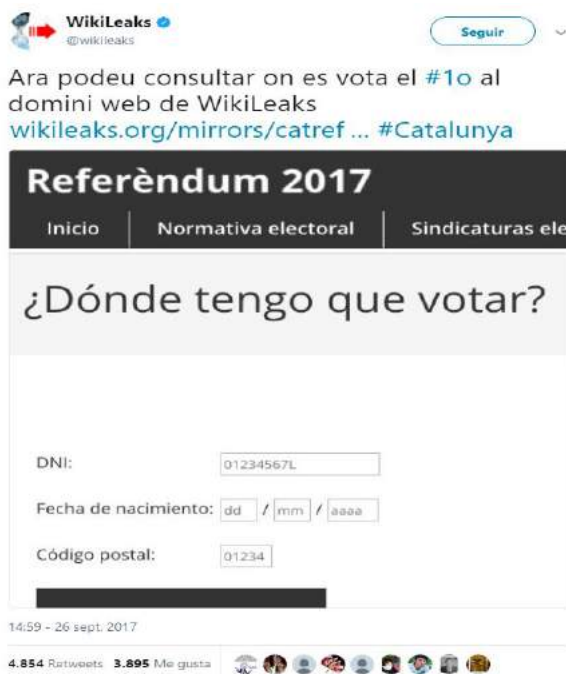 WikiLeaks
@wikileaks
Seguir
Ara podeu consultar on es vota el #1o al
domini web de WikiLeaks
wikileaks.org/mirrors/catref ... #Catalunya
Referèndum 2017
Inicio Normativa electoral Sindicaturas ele
¿Dónde tengo que votar?
DNI: 01234567L
Fecha de nacimiento: dd / mm / aaaa
Código postal: 01234
14:59 - 26 sept. 2017
4.854 Retweets 3.895 Me gusta